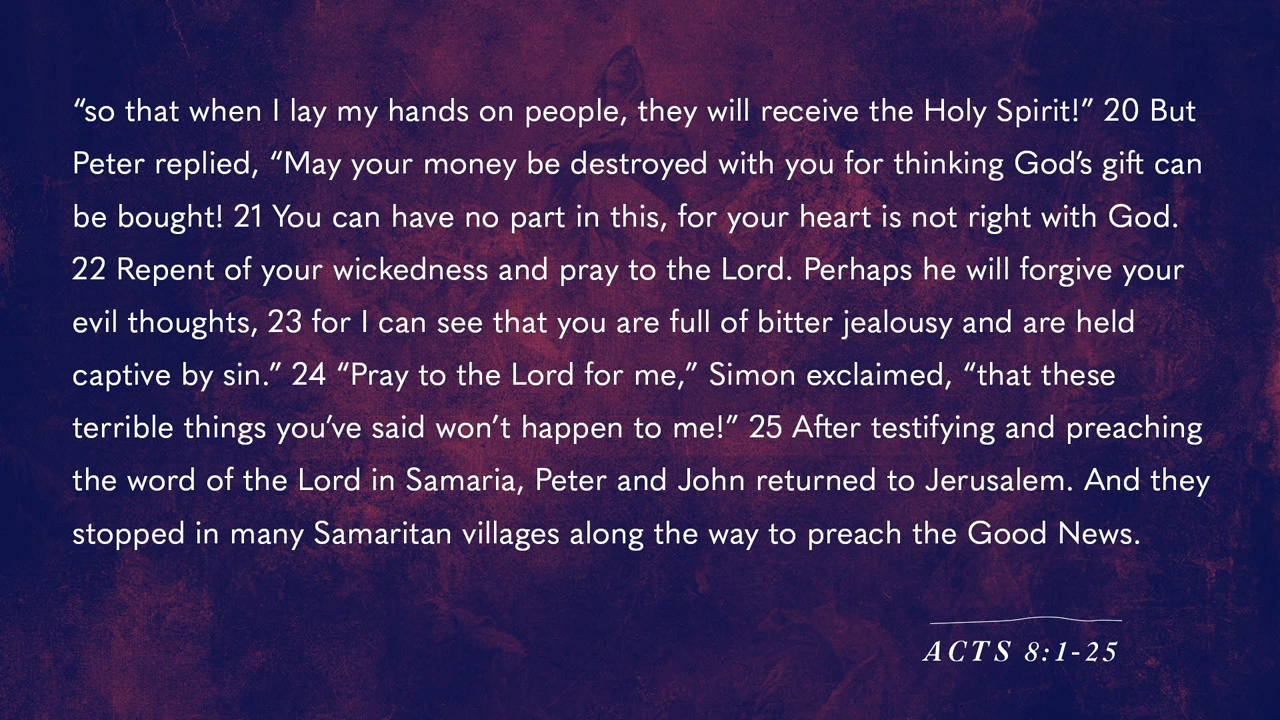 “so that when I lay my hands on people, they will receive the Holy Spirit!” 20 But
Peter replied, “May your money be destroyed with you for thinking God’s gift can
be bought! 21 You can have no part in this, for your heart is not right with God.
22 Repent of your wickedness and pray to the Lord. Perhaps he will forgive your
evil thoughts, 23 for I can see that you are full of bitter jealousy and are held
captive by sin.” 24 “Pray to the Lord for me,” Simon exclaimed, “that these
terrible things you’ve said won’t happen to me!” 25 After testifying and preaching
the word of the Lord in Samaria, Peter and John returned to Jerusalem. And they
stopped in many Samaritan villages along the way to preach the Good News.
ACTS 8:1-25